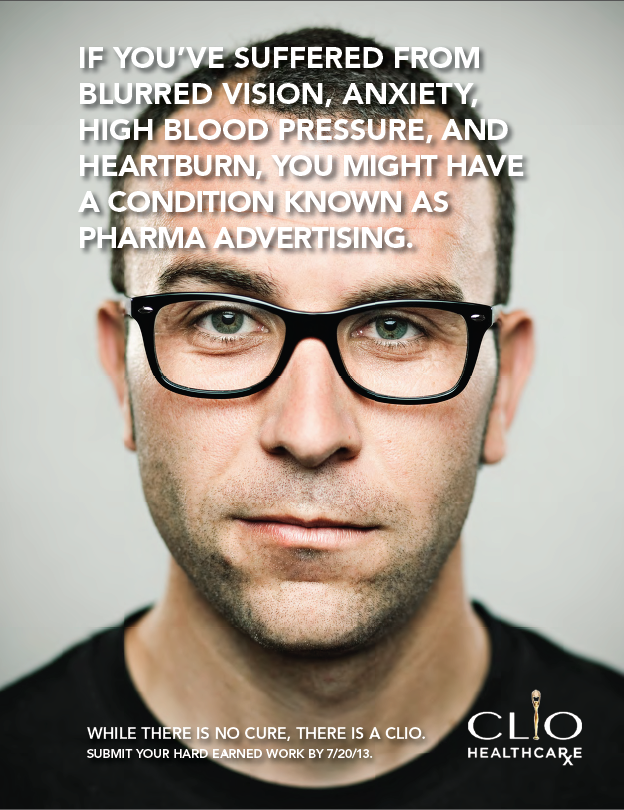 IF YOU'VE SUFFERED FROM
BLURRED VISION, ANXIETY,
HIGH BLOOD PRESSURE, AND
HEARTBURN, YOU MIGHT HAVE
A CONDITION KNOWN AS
PHARMA ADVERTISING.
WHILE THERE IS NO CURE, THERE IS A CLIO.
SUBMIT YOUR HARD EARNED WORK BY 7/20/13.
CLIO
HEALTHCARE